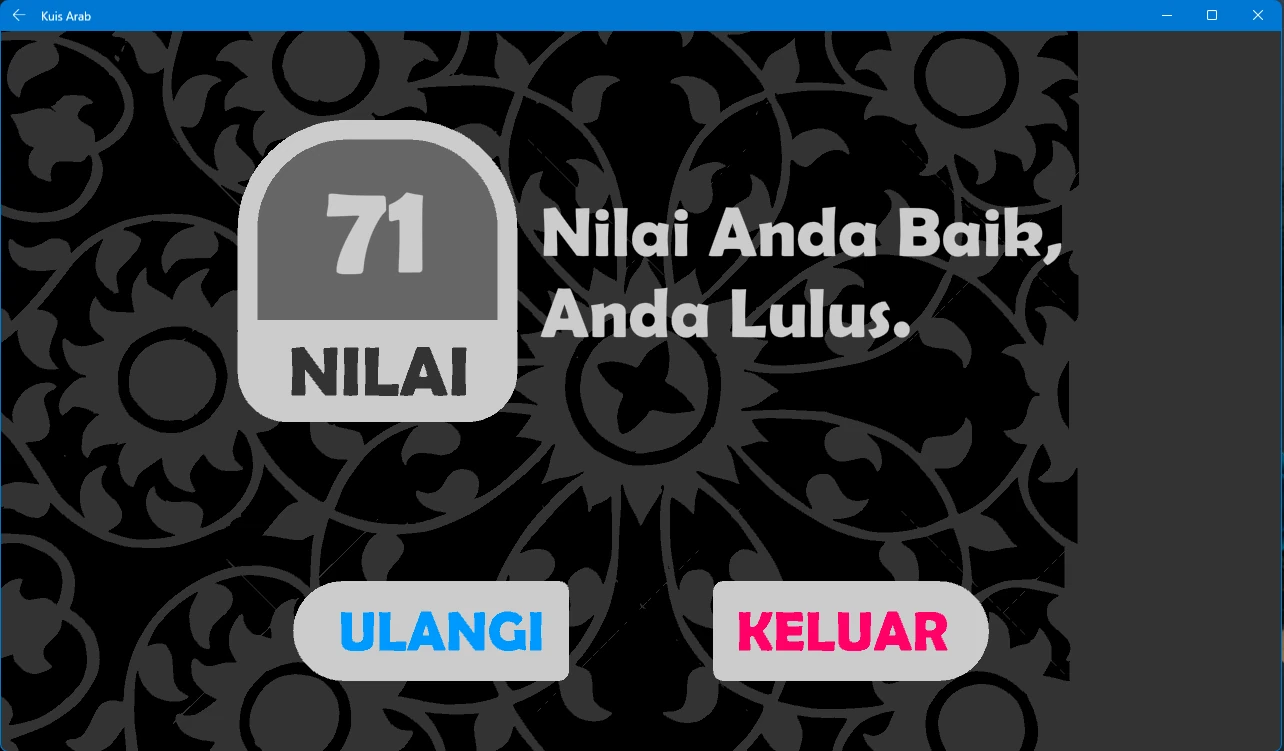 Kuis Arab
71
NILAI
Nilai Anda Baik,
Anda Lulus.
ULANGI
KELUAR